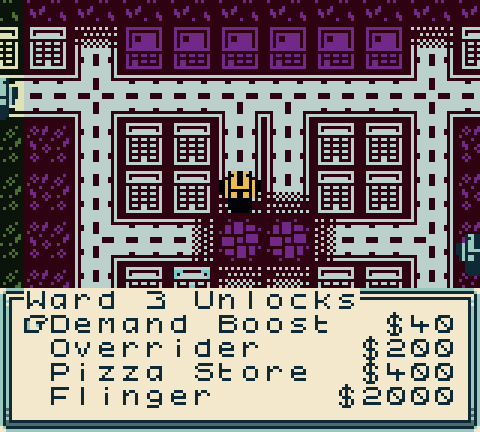 Ward 3 Unlocks
Demand Boost $40
Overrider $200
Pizza Store $400
Flinger $2000